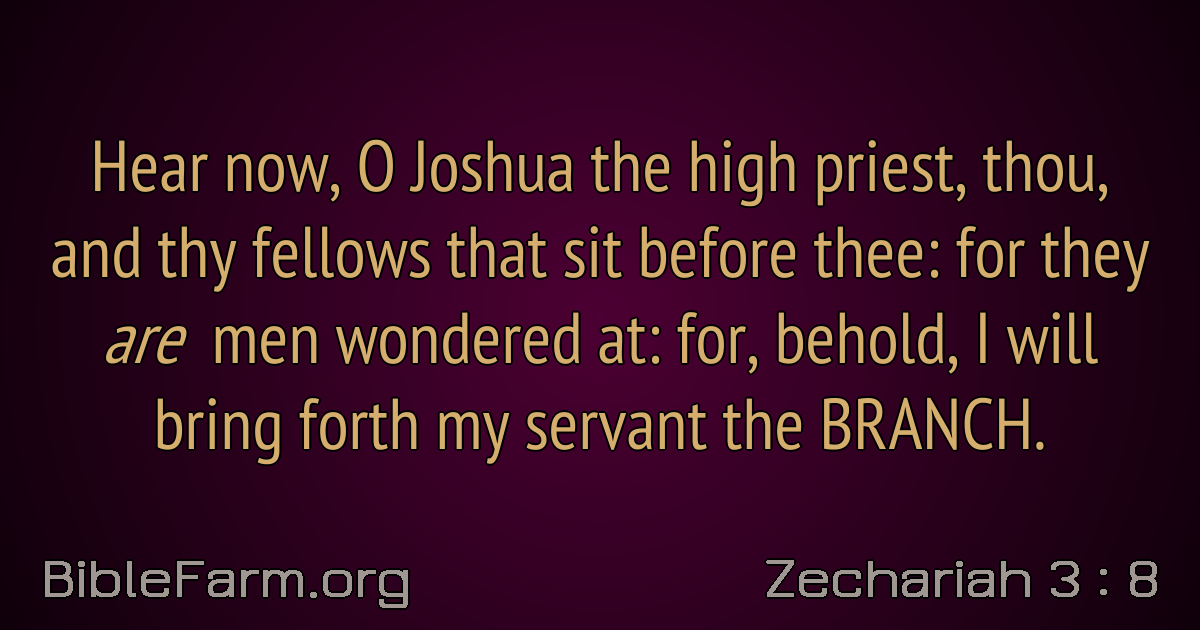 Hear now, O Joshua the high priest, thou,
and thy fellows that sit before thee: for they
are men wondered at: for, behold, I will
bring forth my servant the BRANCH.
BibleFarm.org
Zechariah 3 : 8